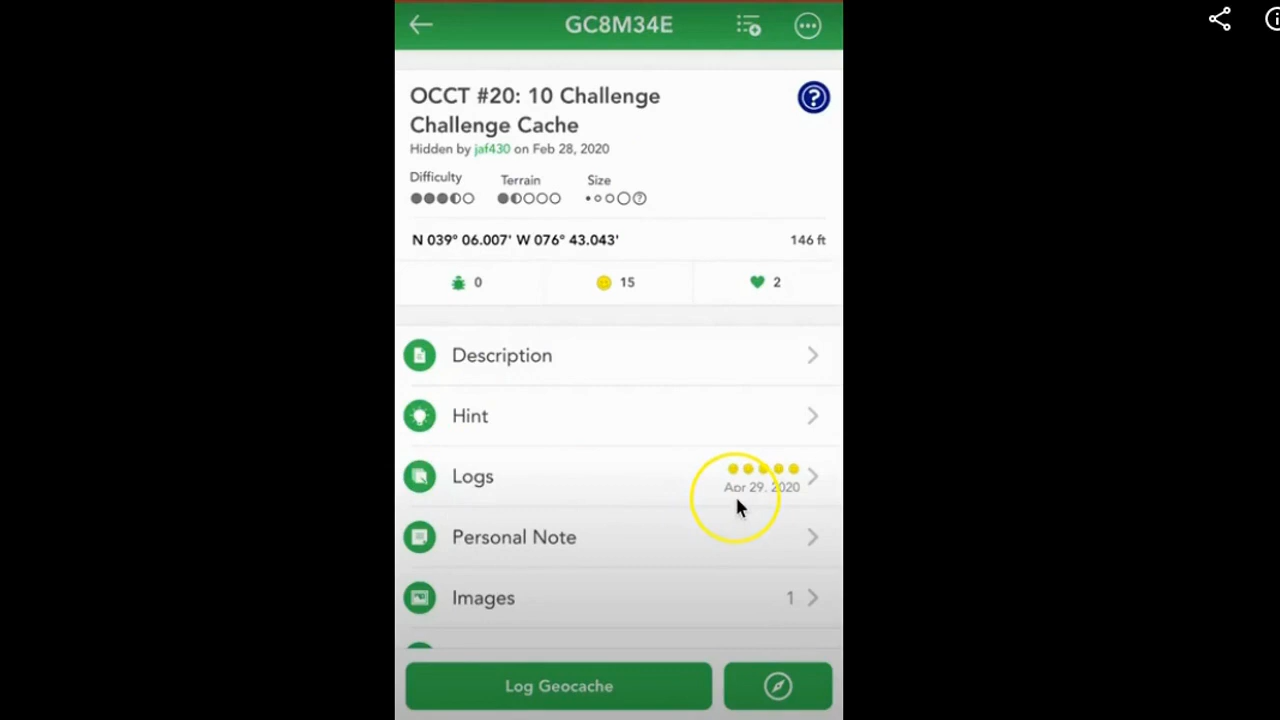 GC8M34E
OCCT #20: 10 Challenge
Challenge Cache
Hidden by jaf430 on Feb 28, 2020
Difficulty Terrain Size
N 039° 06.007' W 076° 43.043' 146 ft
0 15 2
Description
Hint
Logs
Apr 29, 2020
Personal Note
Images 1
Log Geocache